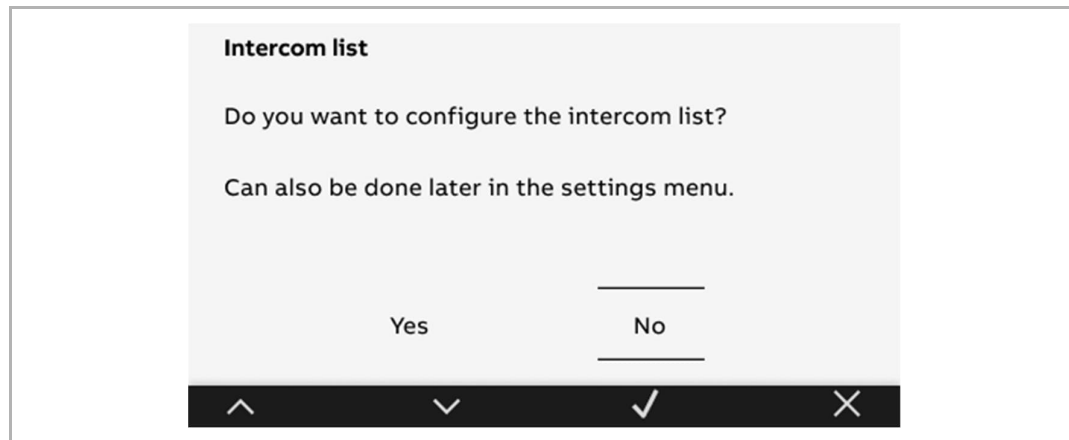 Intercom list
Do you want to configure the intercom list?
Can also be done later in the settings menu.
Yes No